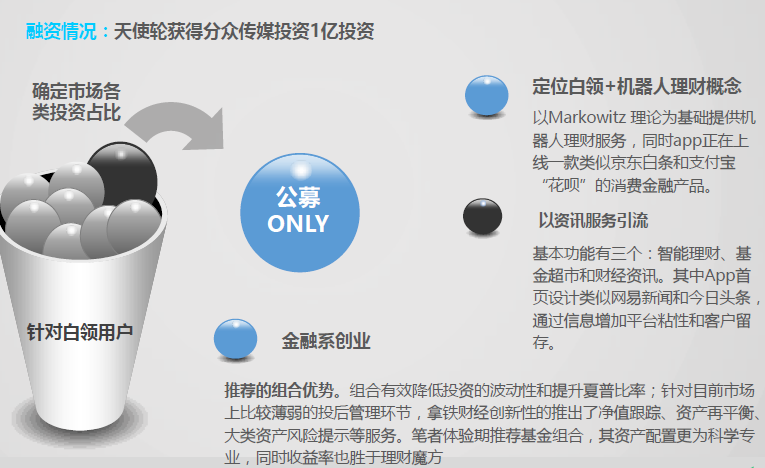 融资情况：天使轮获得分众传媒投资1亿投资
确定市场各
类投资占比
公募
ONLY
针对白领用户
定位白领+机器人理财概念
以Markowitz 理论为基础提供机
器人理财服务，同时app正在上
线一款类似京东白条和支付宝
“花呗”的消费金融产品。
以资讯服务引流
基本功能有三个：智能理财、基
金超市和财经资讯。其中App首
页设计类似网易新闻和今日头条，
通过信息增加平台粘性和客户留
存。
金融系创业
推荐的组合优势。组合有效降低投资的波动性和提升夏普比率；针对目前市场
上比较薄弱的投后管理环节，拿铁财经创新性的推出了净值跟踪、资产再平衡、
大类资产风险提示等服务。笔者体验期推荐基金组合，其资产配置更为科学专
业，同时收益率也胜于理财魔方